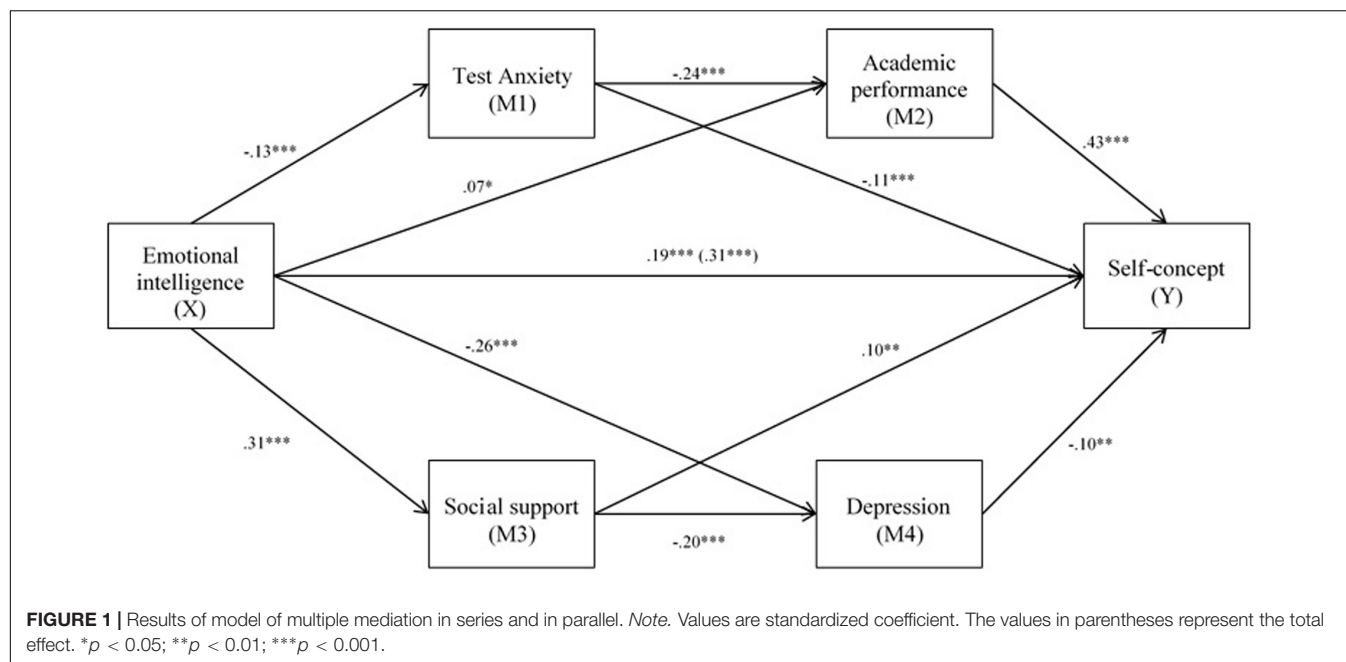 Test Anxiety
(M1)
-.24***
Academic
performance
(M2)
-.13***
.43***
.07*
-.11***
Emotional
intelligence
(X)
.19*** (.31***)
Self-concept
(Y)
-.26***
.10**
.31***
-.10**
Social support
(M3)
-.20***
Depression
(M4)
FIGURE 1 | Results of model of multiple mediation in series and in parallel. Note. Values are standardized coefficient. The values in parentheses represent the total
effect. *p < 0.05; **p < 0.01; ***p < 0.001.